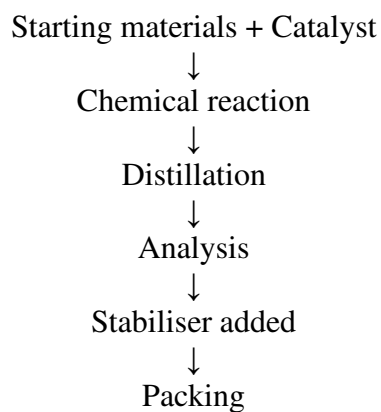 Starting materials + Catalyst
↓
Chemical reaction
↓
Distillation
↓
Analysis
↓
Stabiliser added
↓
Packing